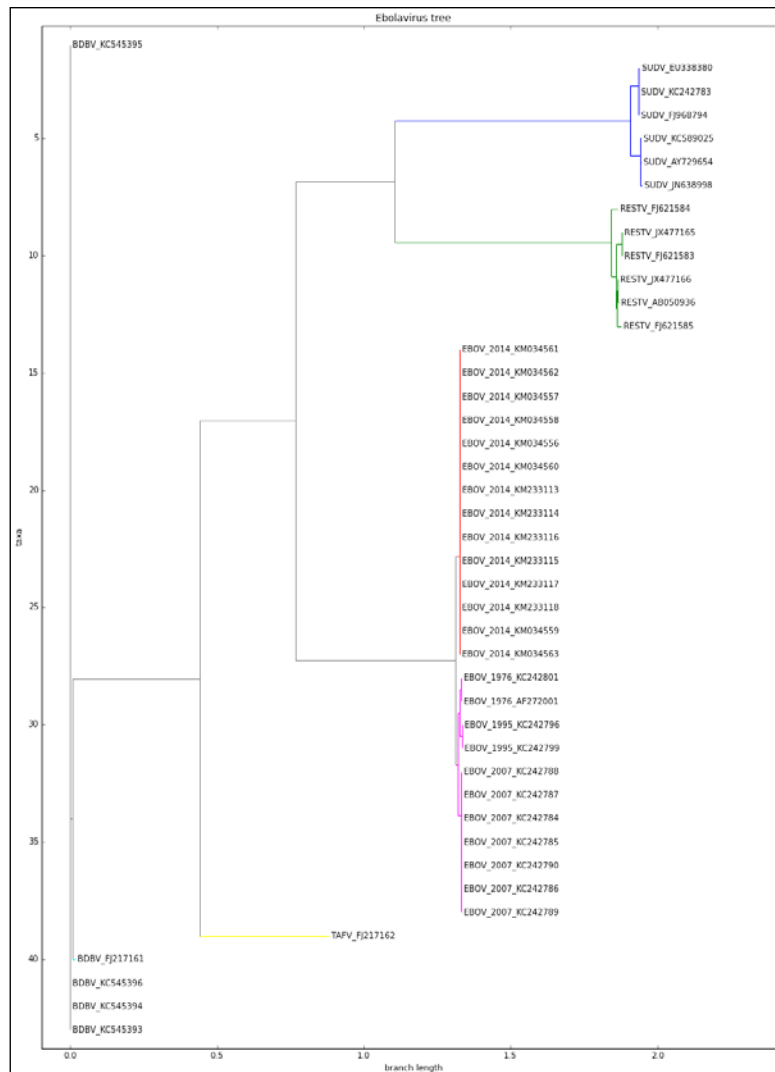 Ebolavirus tree
BDBV_KC545395
SUDV_EU338380
SUDV_KC242783
SUDV_FJ968794
5
SUDV_KC589025
SUDV_AY729654
SUDV_JN638998
RESTV_FJ621584
RESTV_JX477165
10
RESTV_FJ621583
RESTV_JX477166
RESTV_AB050936
RESTV_FJ621585
EBOV_2014_KM034561
15
EBOV_2014_KM034562
EBOV_2014_KM034557
EBOV_2014_KM034558
EBOV_2014_KM034556
EBOV_2014_KM034560
20
EBOV_2014_KM233113
EBOV_2014_KM233114
EBOV_2014_KM233116
taxa
EBOV_2014_KM233115
EBOV_2014_KM233117
25
EBOV_2014_KM233118
EBOV_2014_KM034559
EBOV_2014_KM034563
EBOV_1976_KC242801
EBOV_1976_AF272001
30
EBOV_1995_KC242796
EBOV_1995_KC242799
EBOV_2007_KC242788
EBOV_2007_KC242787
EBOV_2007_KC242784
35
EBOV_2007_KC242785
EBOV_2007_KC242790
EBOV_2007_KC242786
EBOV_2007_KC242789
TAFV_FJ217162
40
BDBV_FJ217161
BDBV_KC545396
BDBV_KC545394
BDBV_KC545393
0.0 0.5 1.0 1.5 2.0
branch length